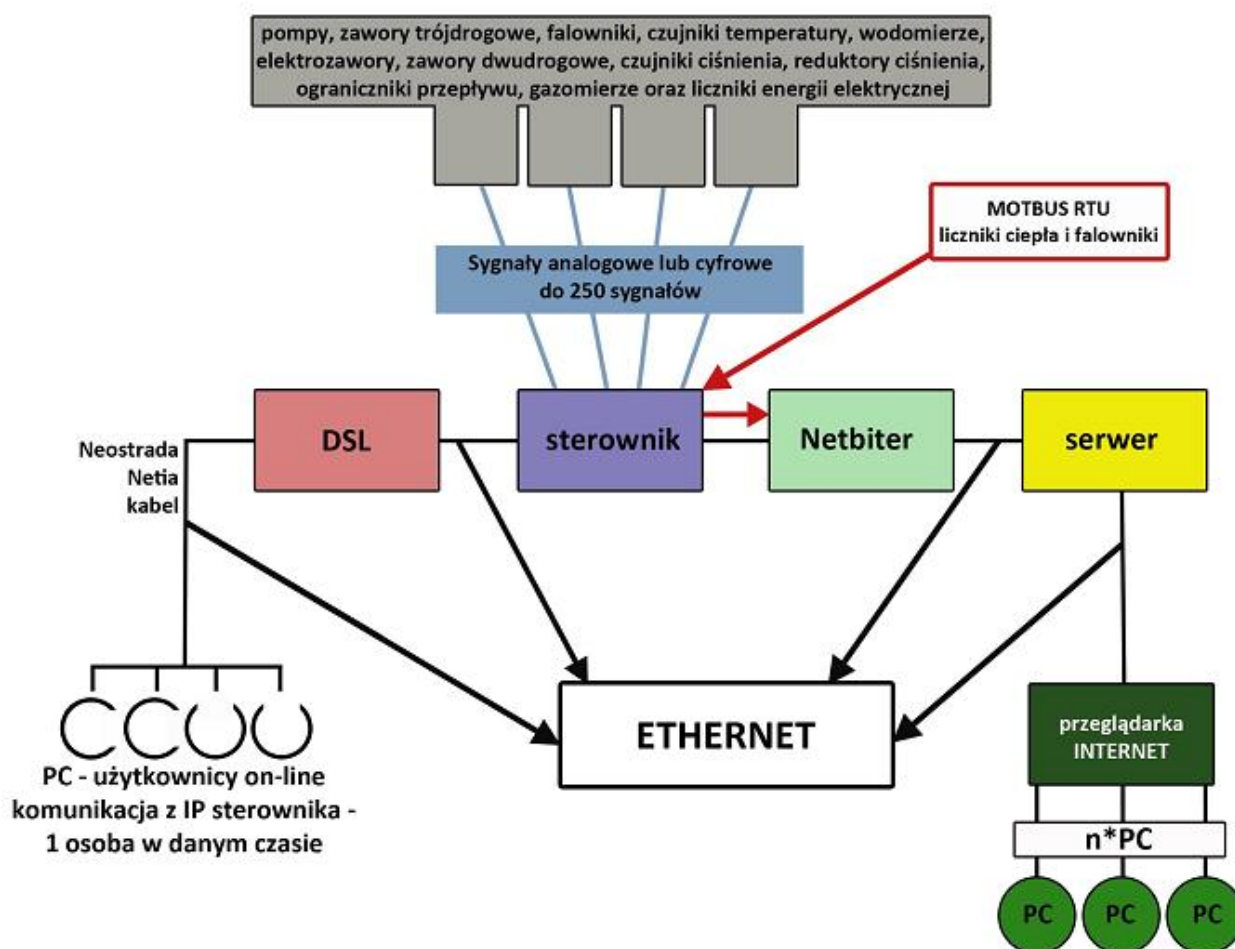 pompy, zawory trójdrogowe, falowniki, czujniki temperatury, wodomierze,
elektrozawory, zawory dwudrogowe, czujniki ciśnienia, reduktory ciśnienia,
ograniczniki przepływu, gazomierze oraz liczniki energii elektrycznej
MOTBUS RTU
liczniki ciepła i falowniki
Sygnały analogowe lub cyfrowe
do 250 sygnałów
Neostrada
Netia
kabel
DSL
sterownik
Netbiter
serwer
ETHERNET
przeglądarka
INTERNET
PC - użytkownicy on-line
komunikacja z IP sterownika -
1 osoba w danym czasie
n*PC
PC PC PC